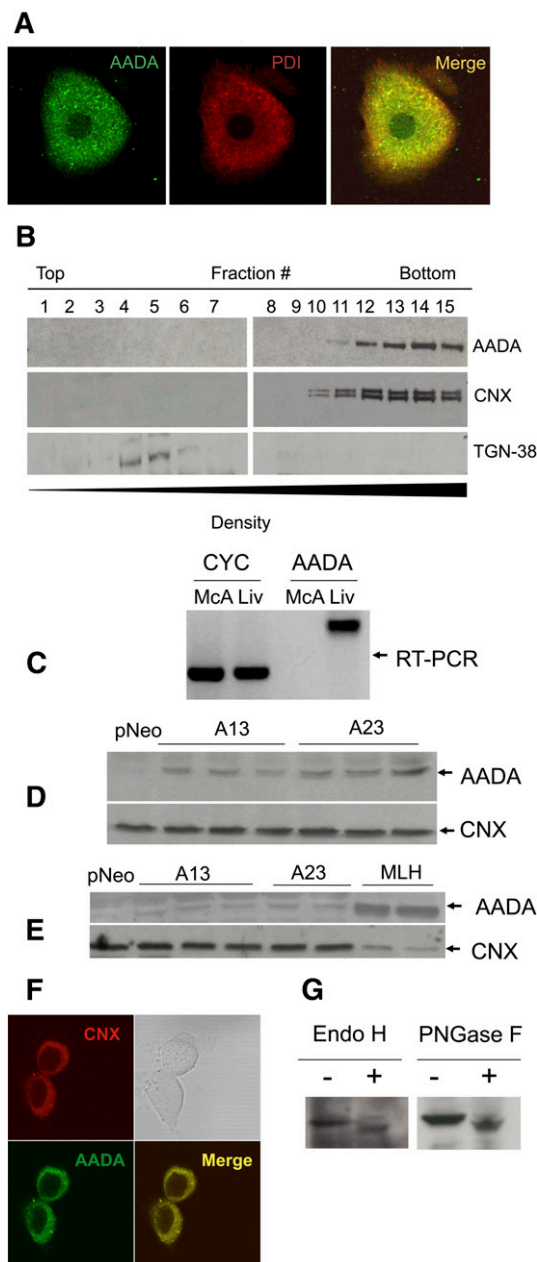 A
AADA
PDI
Merge
B
Top Fraction # Bottom
1 2 3 4 5 6 7 8 9 10 11 12 13 14 15
AADA
CNX
TGN-38
Density
CYC AADA
McA Liv McA Liv
C
RT-PCR
pNeo A13 A23
AADA
D
CNX
pNeo A13 A23 MLH
AADA
E
CNX
F
CNX
AADA
Merge
G
Endo H PNGase F
- + - +